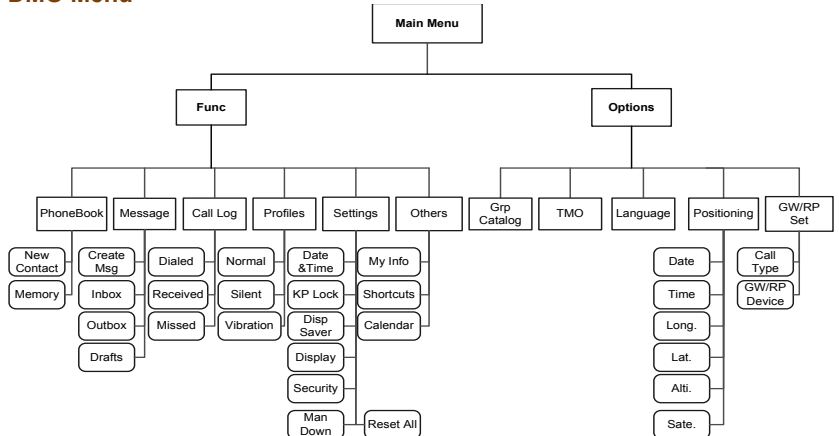 DMO Menu
Main Menu
Func
Options
PhoneBook
Message
Call Log
Profiles
Settings
Others
Grp
Catalog
TMO
Language
Positioning
GW/RP
Set
New
Contact
Memory
Create
Msg
Inbox
Outbox
Drafts
Dialed
Received
Missed
Normal
Silent
Vibration
Date
&Time
KP Lock
Disp
Saver
Display
Security
Man
Down
Reset All
My Info
Shortcuts
Calendar
Date
Time
Long.
Lat.
Alti.
Sate.
Call
Type
GW/RP
Device